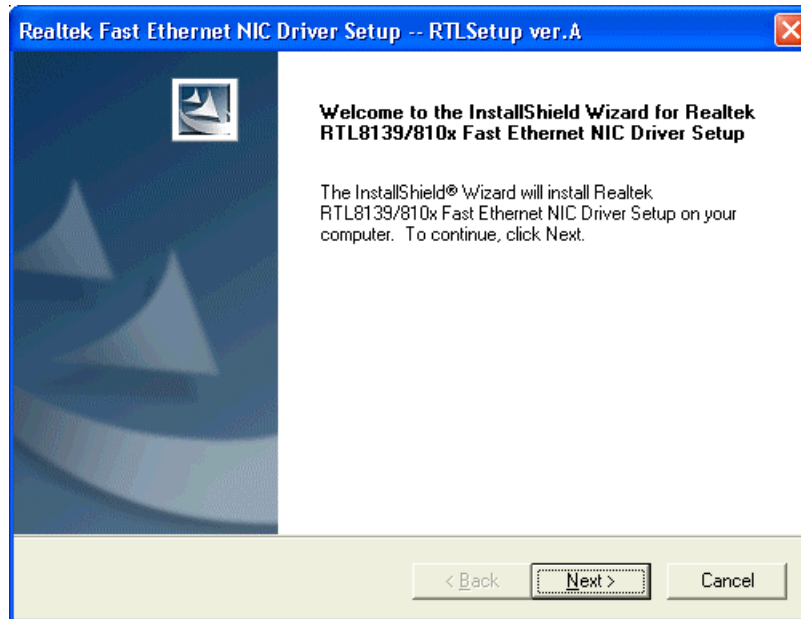 Realtek Fast Ethernet NIC Driver Setup -- RTLSetup ver.A
Welcome to the InstallShield Wizard for Realtek
RTL8139/810x Fast Ethernet NIC Driver Setup
The InstallShield® Wizard will install Realtek
RTL8139/810x Fast Ethernet NIC Driver Setup on your
computer.  To continue, click Next.
< Back
Next >
Cancel